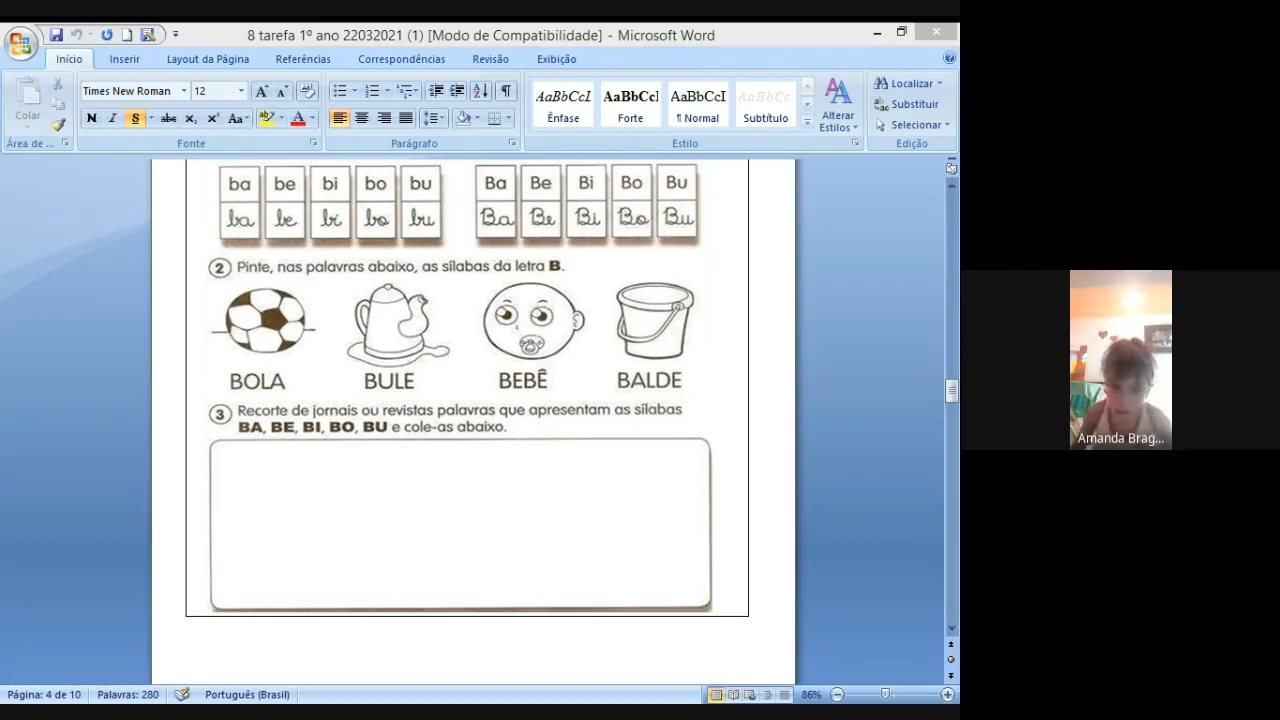 8 tarefa 1º ano 22032021 (1) [Modo de Compatibilidade] - Microsoft Word
Início Inserir Layout da Página Referências Correspondências Revisão Exibição
Colar
Times New Roman 12
N I S abc x₂ x² Aa
AaBbCcI AaBbCcI AaBbCcI AaBbCc
Ênfase Forte ¶ Normal Subtítulo
Alterar Estilos
Localizar
Substituir
Selecionar
Área de ... Fonte Parágrafo Estilo Edição
ba be bi bo bu Ba Be Bi Bo Bu
ba be bi bo bu Ba Be Bi Bo Bu
2 Pinte, nas palavras abaixo, as sílabas da letra B.
BOLA BULE BEBÊ BALDE
3 Recorte de jornais ou revistas palavras que apresentam as sílabas
BA, BE, BI, BO, BU e cole-as abaixo.
Amanda Brag...
Página: 4 de 10 Palavras: 280 Português (Brasil) 86%